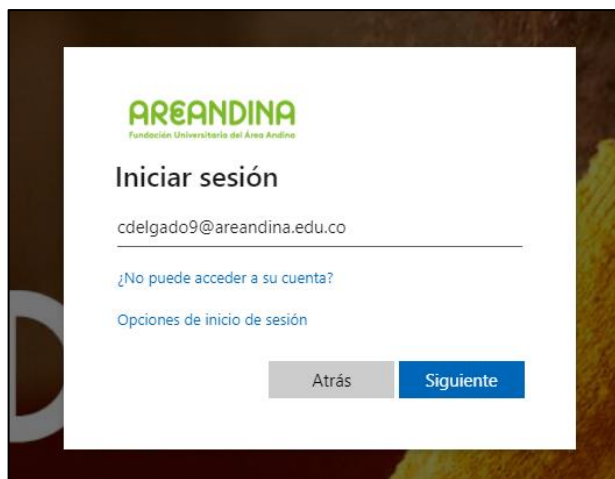 AREANDINA
Fundación Universitaria del Área Andina
Iniciar sesión
cdelgado9@areandina.edu.co
¿No puede acceder a su cuenta?
Opciones de inicio de sesión
Atrás
Siguiente
D